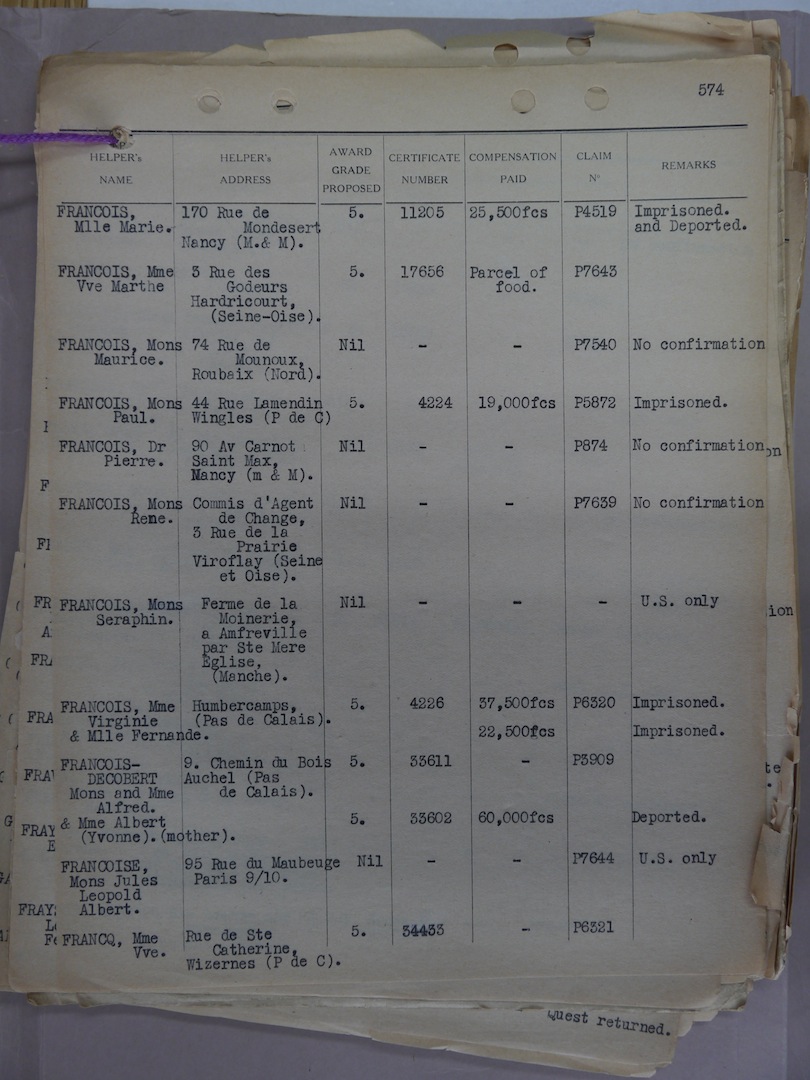 574
HELPER's NAME | HELPER's ADDRESS | AWARD GRADE PROPOSED | CERTIFICATE NUMBER | COMPENSATION PAID | CLAIM N° | REMARKS
FRANCOIS, 170 Rue de 5. 11205 25,500fcs P4519 Imprisoned.
Mlle Marie. Mondesert and Deported.
Nancy (M.& M).
FRANCOIS, Mme 3 Rue des 5. 17656 Parcel of P7643
Vve Marthe Godeurs food.
Hardricourt,
(Seine-Oise).
FRANCOIS, Mons 74 Rue de Nil - - P7540 No confirmation
Maurice. Mounoux,
Roubaix (Nord).
FRANCOIS, Mons 44 Rue Lamendin 5. 4224 19,000fcs P5872 Imprisoned.
Paul. Wingles (P de C)
FRANCOIS, Dr 90 Av Carnot Nil - - P874 No confirmation
Pierre. Saint Max,
Nancy (m & M).
FRANCOIS, Mons Commis d'Agent Nil - - P7639 No confirmation
Rene. de Change,
3 Rue de la
Prairie
Viroflay (Seine
et Oise).
FRANCOIS, Mons Ferme de la Nil - - - U.S. only
Seraphin. Moinerie,
a Amfreville
par Ste Mere
Eglise,
(Manche).
FRANCOIS, Mme Humbercamps, 5. 4226 37,500fcs P6320 Imprisoned.
Virginie (Pas de Calais).
& Mlle Fernande. 22,500fcs Imprisoned.
FRANCOIS- 9. Chemin du Bois 5. 33611 - P3909
DECOBERT Auchel (Pas
Mons and Mme de Calais).
Alfred.
& Mme Albert 5. 33602 60,000fcs Deported.
(Yvonne).(mother).
FRANCOISE, 95 Rue du Maubeuge Nil - - P7644 U.S. only
Mons Jules Paris 9/10.
Leopold
Albert.
FRANCQ, Mme Rue de Ste 5. 34433 - P6321
Vve. Catherine,
Wizernes (P de C).
Quest returned.